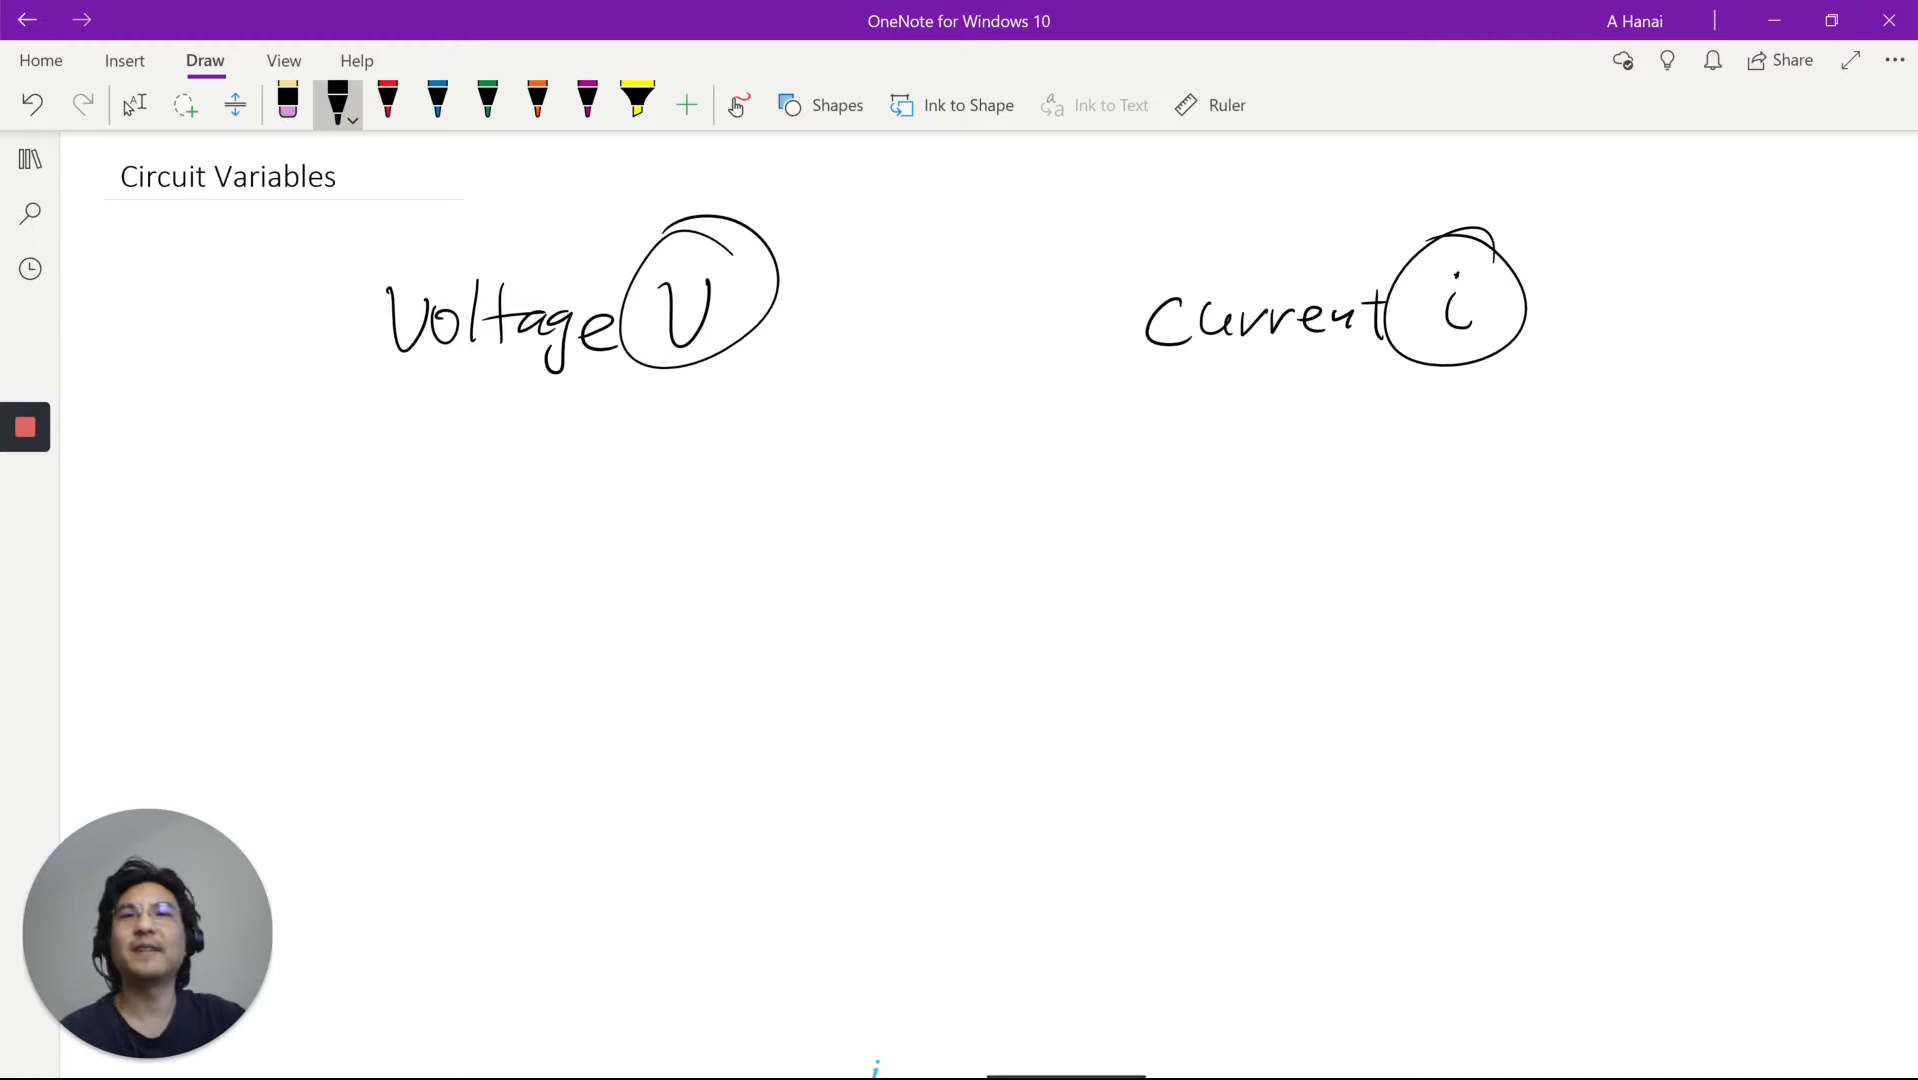 OneNote for Windows 10
A Hanai
Home Insert Draw View Help
Share
Shapes Ink to Shape Ink to Text Ruler
Circuit Variables
Voltage V
Current i
i